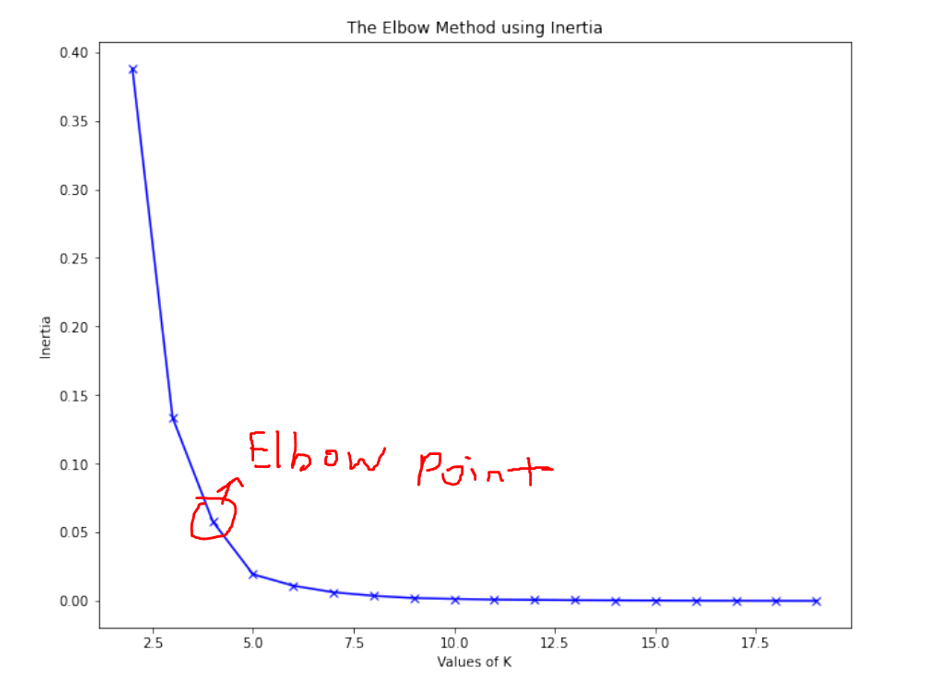 The Elbow Method using Inertia
0.40
0.35
0.30
0.25
0.20
Inertia
0.15
0.10
Elbow Point
0.05
0.00
2.5 5.0 7.5 10.0 12.5 15.0 17.5
Values of K